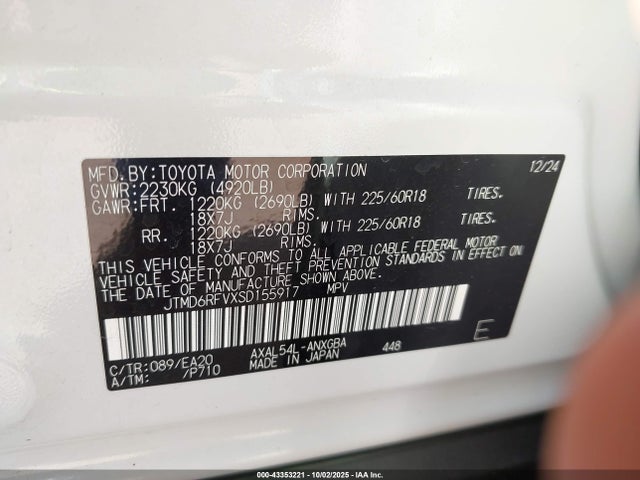 MFD.BY:TOYOTA MOTOR CORPORATION 12/24
GVWR:2230KG (4920LB)
GAWR:FRT. 1220KG (2690LB) WITH 225/60R18 TIRES.
18X7J RIMS.
RR. 1220KG (2690LB) WITH 225/60R18 TIRES.
18X7J RIMS.
THIS VEHICLE CONFORMS TO ALL APPLICABLE FEDERAL MOTOR
VEHICLE SAFETY AND THEFT PREVENTION STANDARDS IN EFFECT ON
THE DATE OF MANUFACTURE SHOWN ABOVE.
JTMD6RFVXSD155917 MPV
C/TR:089/EA20 AXAL54L-ANXGBA 448 E
A/TM: /P710 MADE IN JAPAN
000-43353221 - 10/02/2025 - IAA Inc.